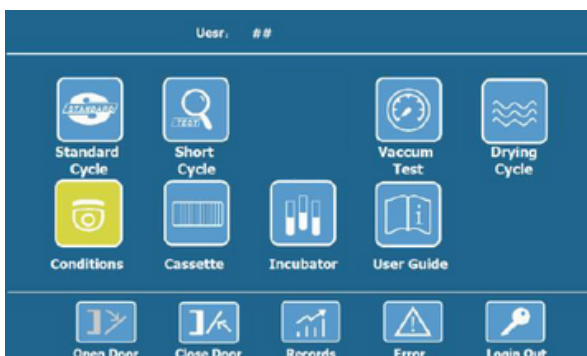 Uesr: ##
STANDARD
TEST
Standard Cycle
Short Cycle
Vaccum Test
Drying Cycle
Conditions
Cassette
Incubator
User Guide
Open Door
Close Door
Records
Error
Login Out